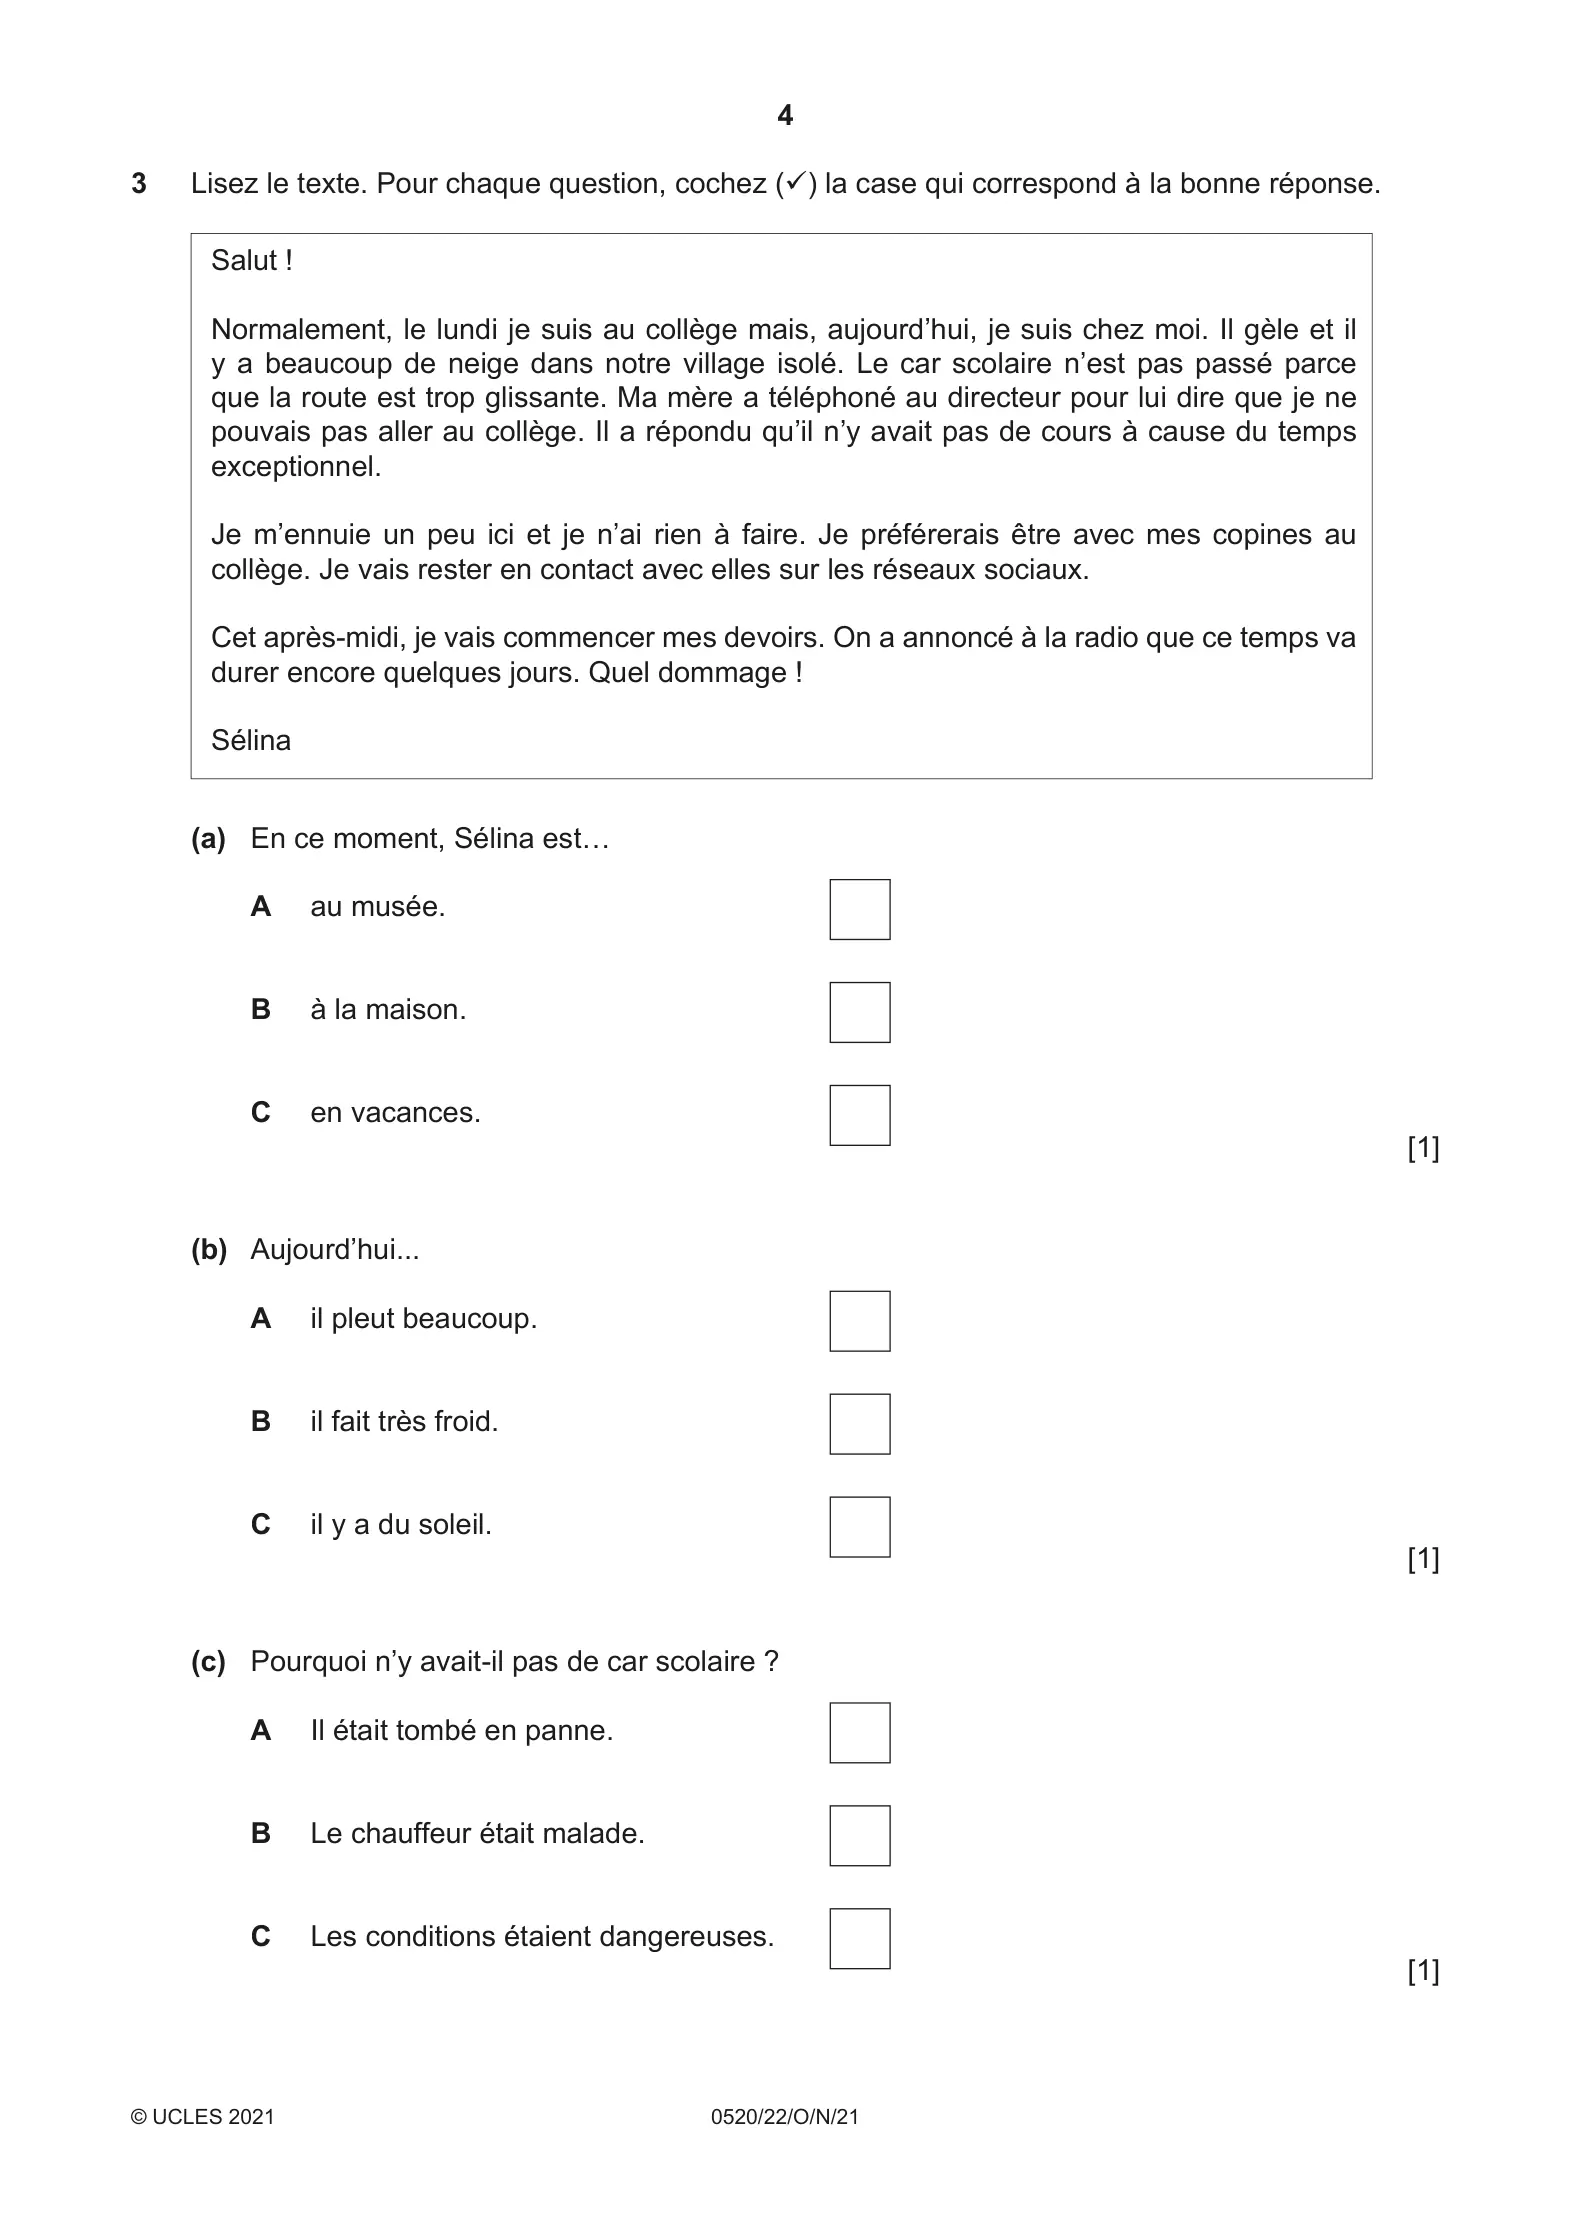 4
3 Lisez le texte. Pour chaque question, cochez (✓) la case qui correspond à la bonne réponse.
Salut !
Normalement, le lundi je suis au collège mais, aujourd’hui, je suis chez moi. Il gèle et il
y a beaucoup de neige dans notre village isolé. Le car scolaire n’est pas passé parce
que la route est trop glissante. Ma mère a téléphoné au directeur pour lui dire que je ne
pouvais pas aller au collège. Il a répondu qu’il n’y avait pas de cours à cause du temps
exceptionnel.
Je m’ennuie un peu ici et je n’ai rien à faire. Je préférerais être avec mes copines au
collège. Je vais rester en contact avec elles sur les réseaux sociaux.
Cet après-midi, je vais commencer mes devoirs. On a annoncé à la radio que ce temps va
durer encore quelques jours. Quel dommage !
Sélina
(a) En ce moment, Sélina est…
A au musée.
B à la maison.
C en vacances.
[1]
(b) Aujourd’hui...
A il pleut beaucoup.
B il fait très froid.
C il y a du soleil.
[1]
(c) Pourquoi n’y avait-il pas de car scolaire ?
A Il était tombé en panne.
B Le chauffeur était malade.
C Les conditions étaient dangereuses.
[1]
© UCLES 2021 0520/22/O/N/21